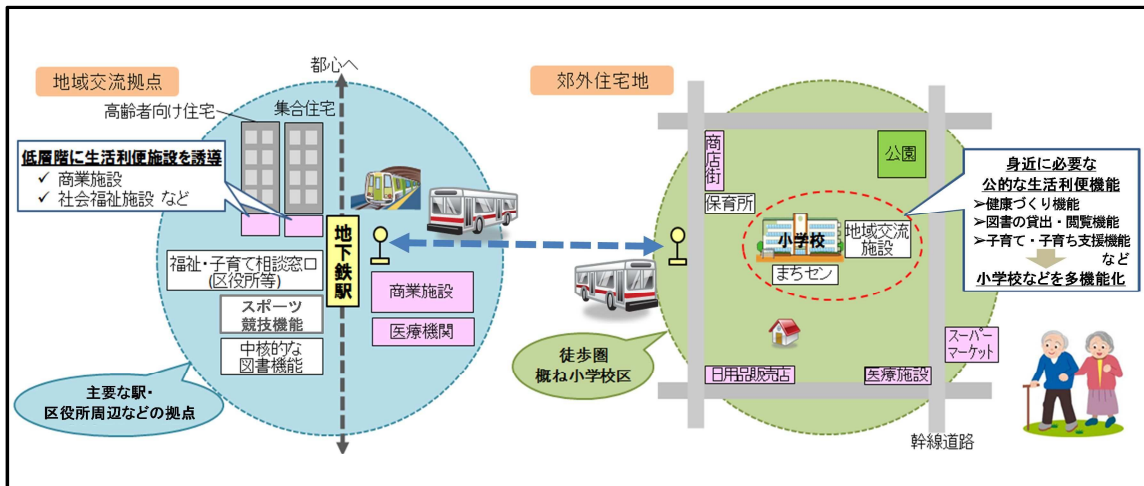 地域交流拠点
都心へ
高齢者向け住宅
集合住宅
低層階に生活利便施設を誘導
✓ 商業施設
✓ 社会福祉施設 など
地下鉄駅
福祉・子育て相談窓口
(区役所等)
スポーツ
競技機能
中核的な
図書機能
商業施設
医療機関
主要な駅・
区役所周辺などの拠点
郊外住宅地
商店街
保育所
公園
小学校
地域交流
施設
まちセン
身近に必要な
公的な生活利便機能
➢健康づくり機能
➢図書の貸出・閲覧機能
➢子育て・子育ち支援機能
など
小学校などを多機能化
徒歩圏
概ね小学校区
日用品販売店
医療施設
スーパー
マーケット
幹線道路